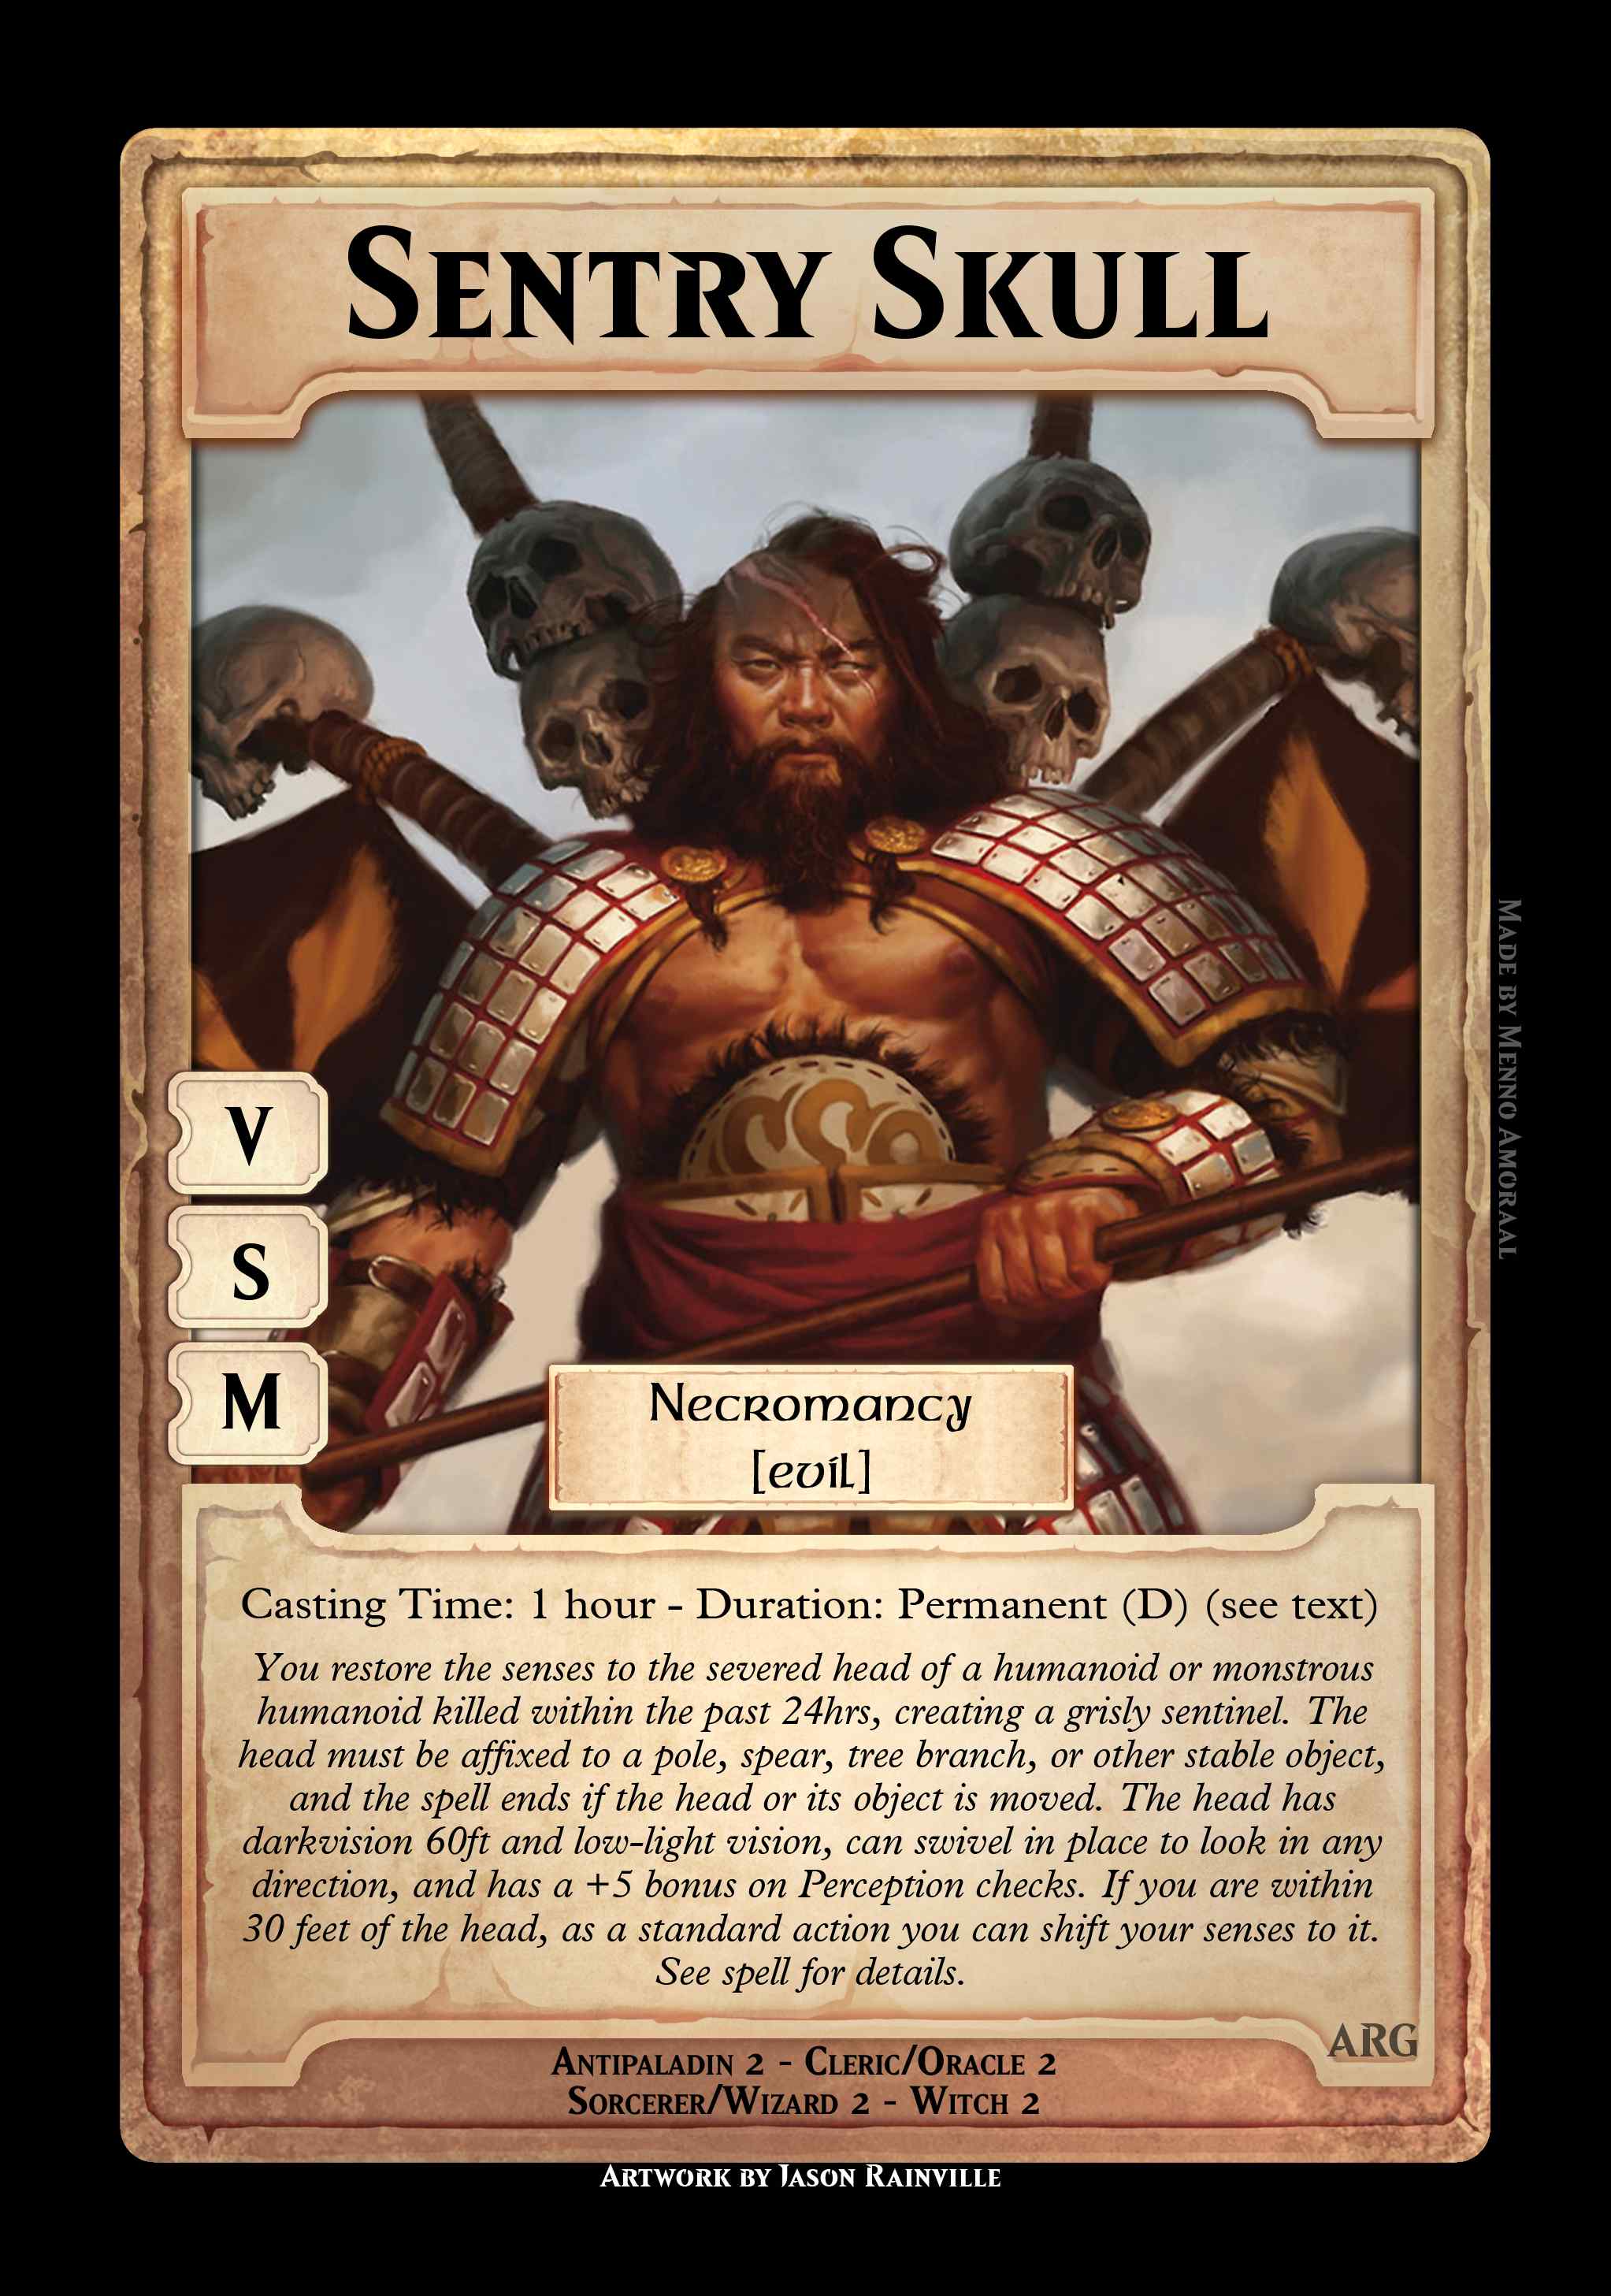 Sentry Skull
V
S
M
Necromancy
[evil]
Casting Time: 1 hour - Duration: Permanent (D) (see text)
You restore the senses to the severed head of a humanoid or monstrous
humanoid killed within the past 24hrs, creating a grisly sentinel. The
head must be affixed to a pole, spear, tree branch, or other stable object,
and the spell ends if the head or its object is moved. The head has
darkvision 60ft and low-light vision, can swivel in place to look in any
direction, and has a +5 bonus on Perception checks. If you are within
30 feet of the head, as a standard action you can shift your senses to it.
See spell for details.
ARG
Antipaladin 2 - Cleric/Oracle 2
Sorcerer/Wizard 2 - Witch 2
Artwork by Jason Rainville
Made by Menno Amoraal